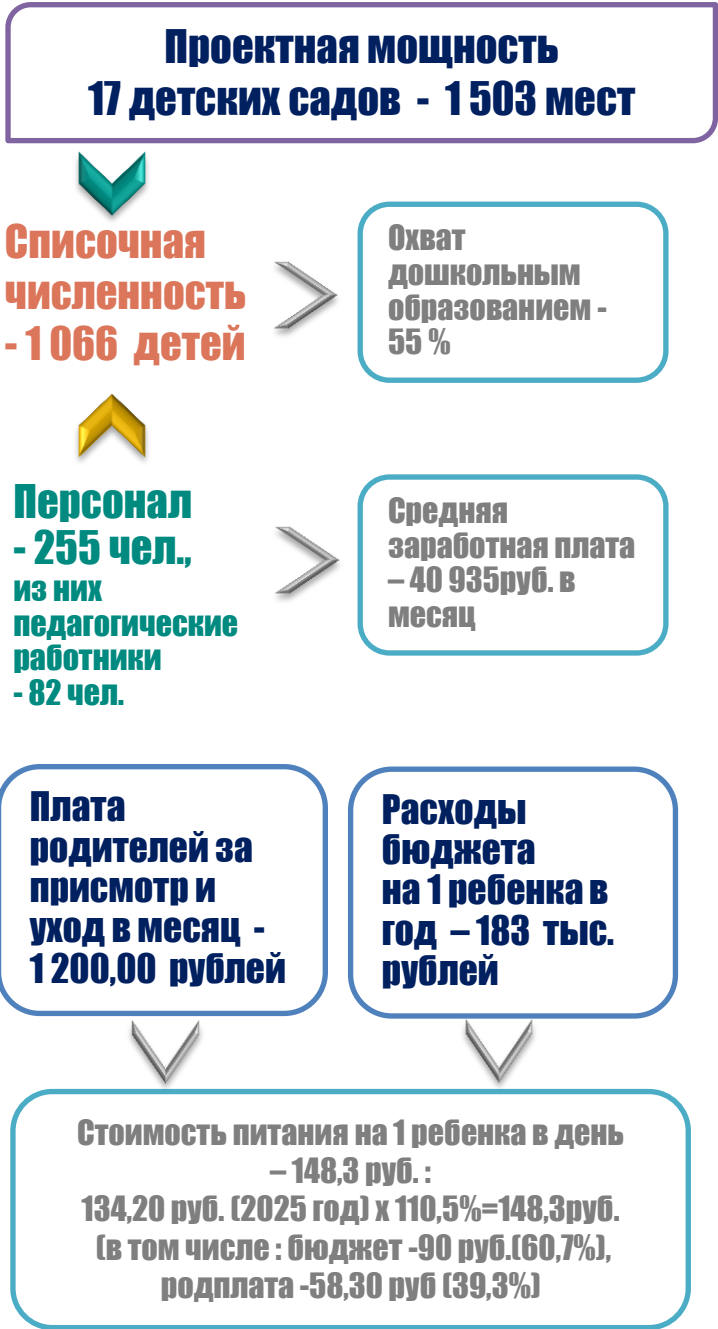 Проектная мощность
17 детских садов - 1 503 мест
Списочная
численность
- 1 066 детей
Охват
дошкольным
образованием -
55 %
Персонал
- 255 чел.,
из них
педагогические
работники
- 82 чел.
Средняя
заработная плата
– 40 935руб. в
месяц
Плата
родителей за
присмотр и
уход в месяц -
1 200,00 рублей
Расходы
бюджета
на 1 ребенка в
год – 183 тыс.
рублей
Стоимость питания на 1 ребенка в день
– 148,3 руб. :
134,20 руб. (2025 год) х 110,5%=148,3руб.
(в том числе : бюджет -90 руб.(60,7%),
родплата -58,30 руб (39,3%)